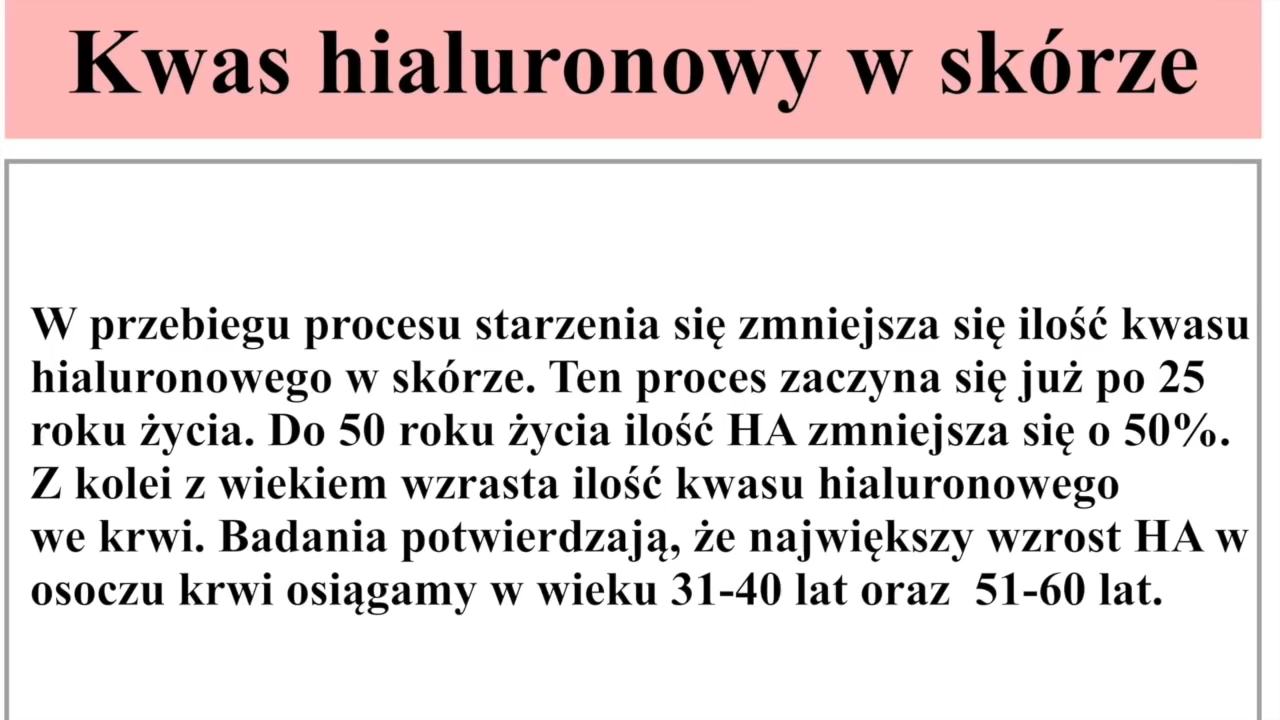 Kwas hialuronowy w skórze
W przebiegu procesu starzenia się zmniejsza się ilość kwasu
hialuronowego w skórze. Ten proces zaczyna się już po 25
roku życia. Do 50 roku życia ilość HA zmniejsza się o 50%.
Z kolei z wiekiem wzrasta ilość kwasu hialuronowego
we krwi. Badania potwierdzają, że największy wzrost HA w
osoczu krwi osiągamy w wieku 31-40 lat oraz  51-60 lat.